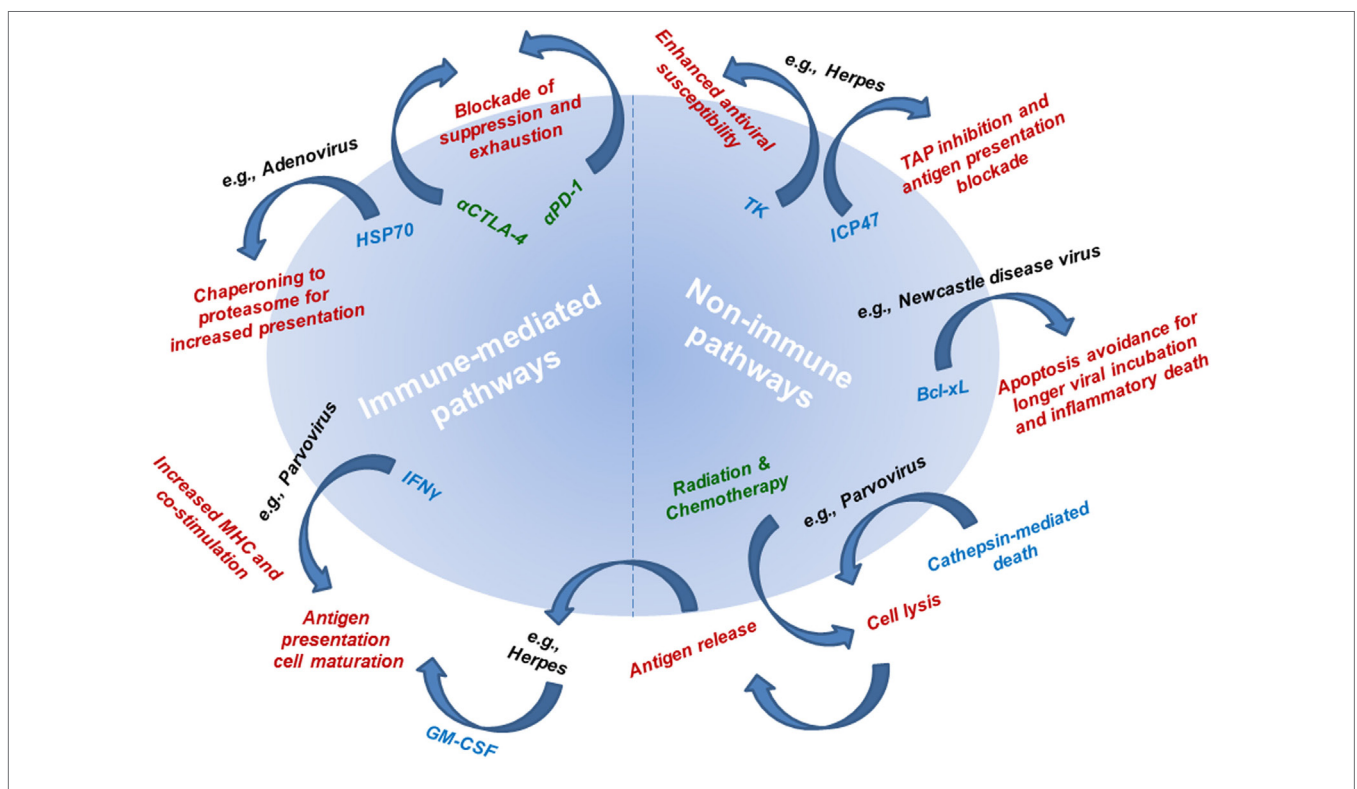 Blockade of
suppression and
exhaustion
e.g., Adenovirus
HSP70
αCTLA-4
αPD-1
Chaperoning to
proteasome for
increased presentation
Immune-mediated
pathways
e.g., Parvovirus
IFNγ
Increased MHC and
co-stimulation
Antigen
presentation
cell maturation
GM-CSF
e.g.,
Herpes
Enhanced antiviral
susceptibility
e.g., Herpes
TK
ICP47
TAP inhibition and
antigen presentation
blockade
Non-immune
pathways
e.g., Newcastle disease virus
Bcl-xL
Apoptosis avoidance for
longer viral incubation
and inflammatory death
Radiation &
Chemotherapy
e.g., Parvovirus
Cathepsin-mediated
death
Cell lysis
Antigen release